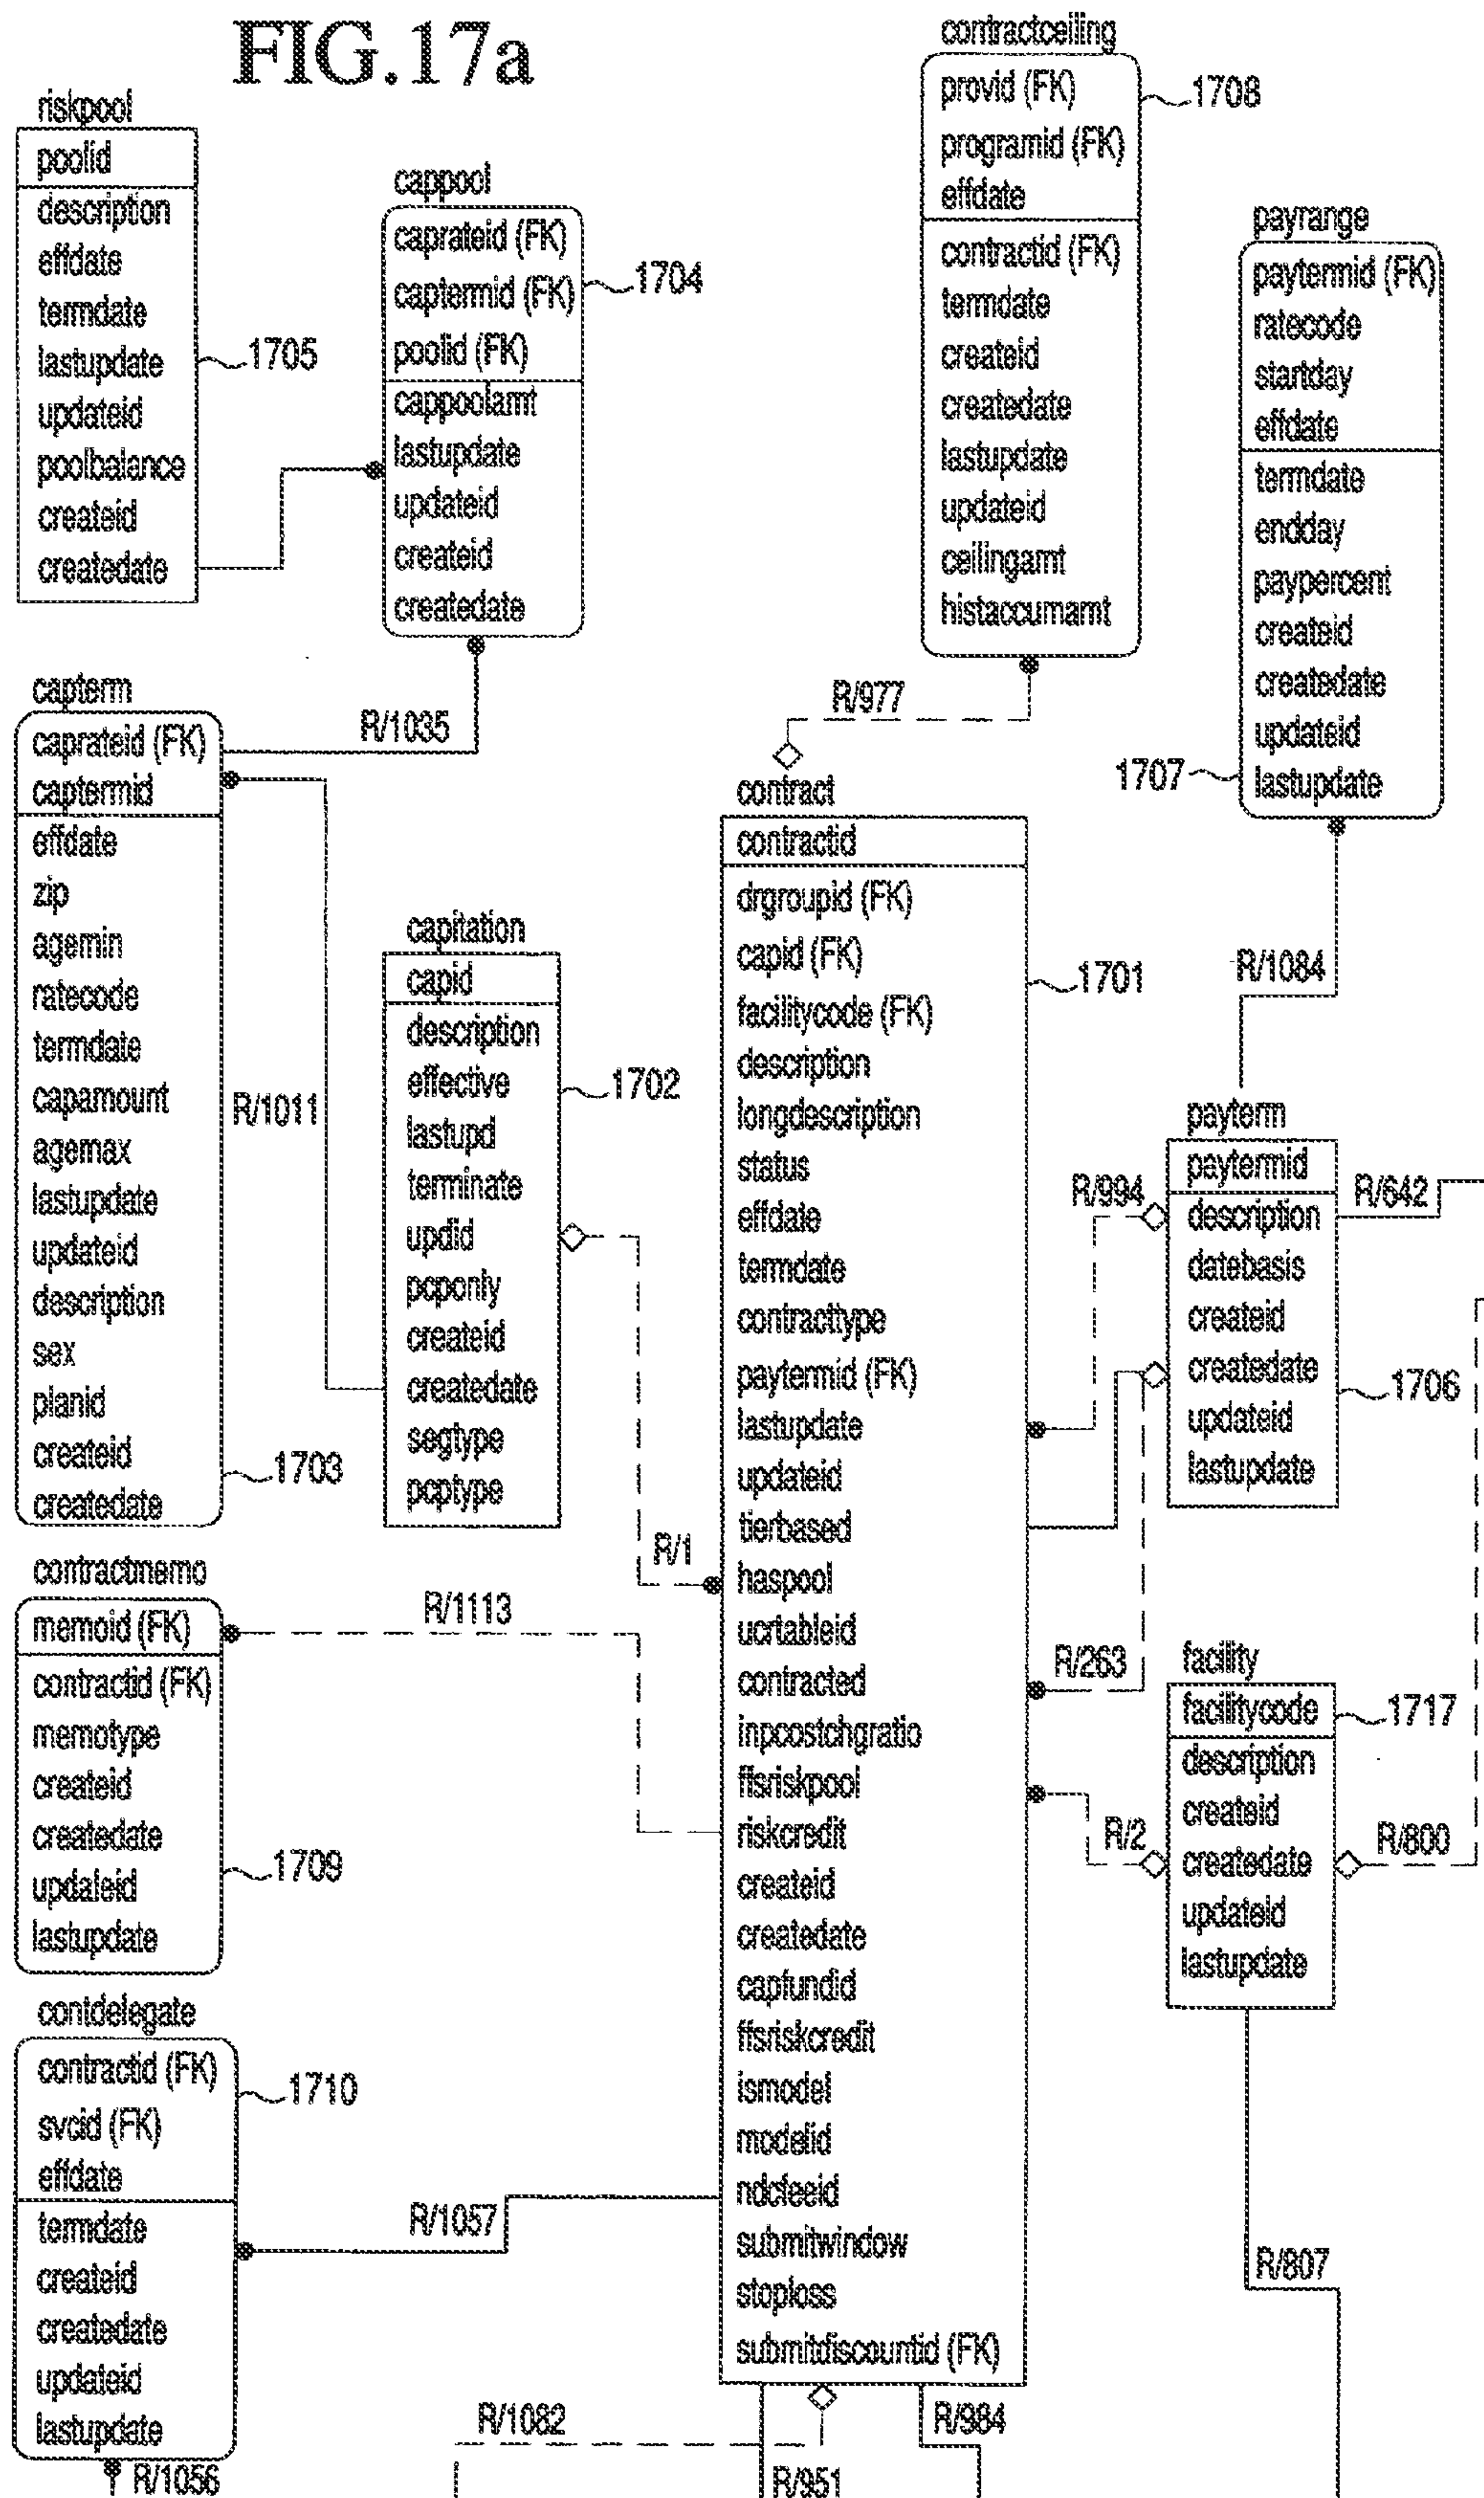 FIG.17a
riskpool
poolid
description
effdate
termdate
lastupdate
updateid
poolbalance
createid
createdate
1705
cappool
caprateid (FK)
captermid (FK)
poolid (FK)
cappoolamt
lastupdate
updateid
createid
createdate
1704
contractceiling
provid (FK)
programid (FK)
effdate
contractid (FK)
termdate
createid
createdate
lastupdate
updateid
ceilingamt
histaccumamt
1708
payrange
paytermid (FK)
ratecode
startday
effdate
termdate
endday
paypercent
createid
createdate
updateid
lastupdate
1707
R/1035
R/977
R/1084
capterm
caprateid (FK)
captermid
effdate
zip
agemin
ratecode
termdate
capamount
agemax
lastupdate
updateid
description
sex
planid
createid
createdate
1703
R/1011
capitation
capid
description
effective
lastupd
terminate
updid
pcponly
createid
createdate
segtype
pcptype
1702
R/1
contract
contractid
drgroupid (FK)
capid (FK)
facilitycode (FK)
description
longdescription
status
effdate
termdate
contracttype
paytermid (FK)
lastupdate
updateid
tierbased
haspool
ucrtableid
contracted
inpcostchgratio
ffsriskpool
riskcredit
createid
createdate
capfundid
ffsriskcredit
ismodel
modelid
ndcfeeid
submitwindow
stoploss
submitdiscountid (FK)
1701
payterm
paytermid
description
datebasis
createid
createdate
updateid
lastupdate
1706
R/994
R/642
R/263
facility
facilitycode
description
createid
createdate
updateid
lastupdate
1717
R/2
R/800
R/807
contractmemo
memoid (FK)
contractid (FK)
memotype
createid
createdate
updaleid
lastupdate
1709
R/1113
contdelegate
contractid (FK)
svcid (FK)
effdate
termdate
createid
createdate
updateid
lastupdate
1710
R/1057
R/1056
R/1082
R/951
R/984